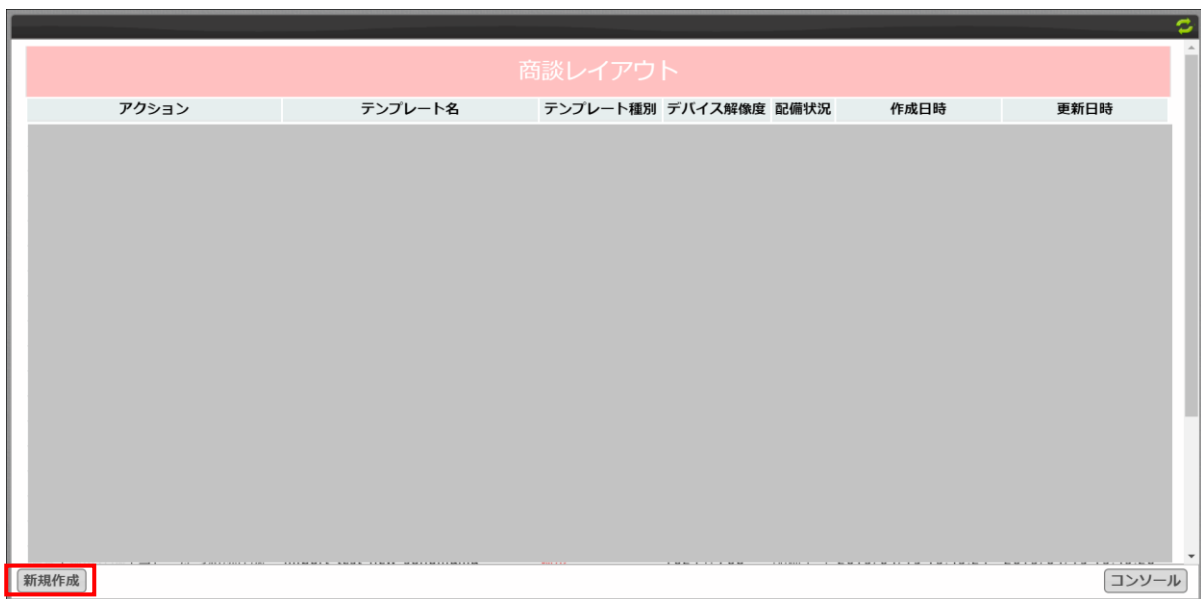 商談レイアウト
アクション テンプレート名 テンプレート種別 デバイス解像度 配備状況 作成日時 更新日時
新規作成 コンソール